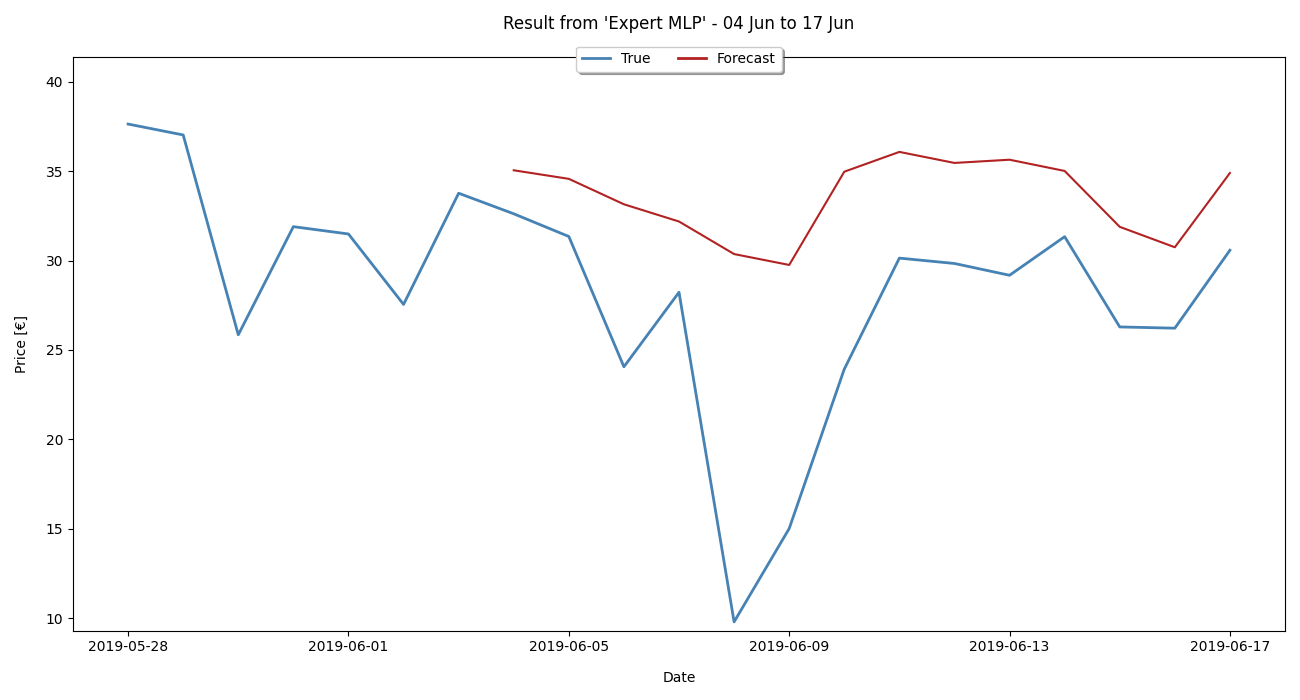 Result from 'Expert MLP' - 04 Jun to 17 Jun
True Forecast
40
35
30
25
20
15
10
Price [€]
2019-05-28 2019-06-01 2019-06-05 2019-06-09 2019-06-13 2019-06-17
Date